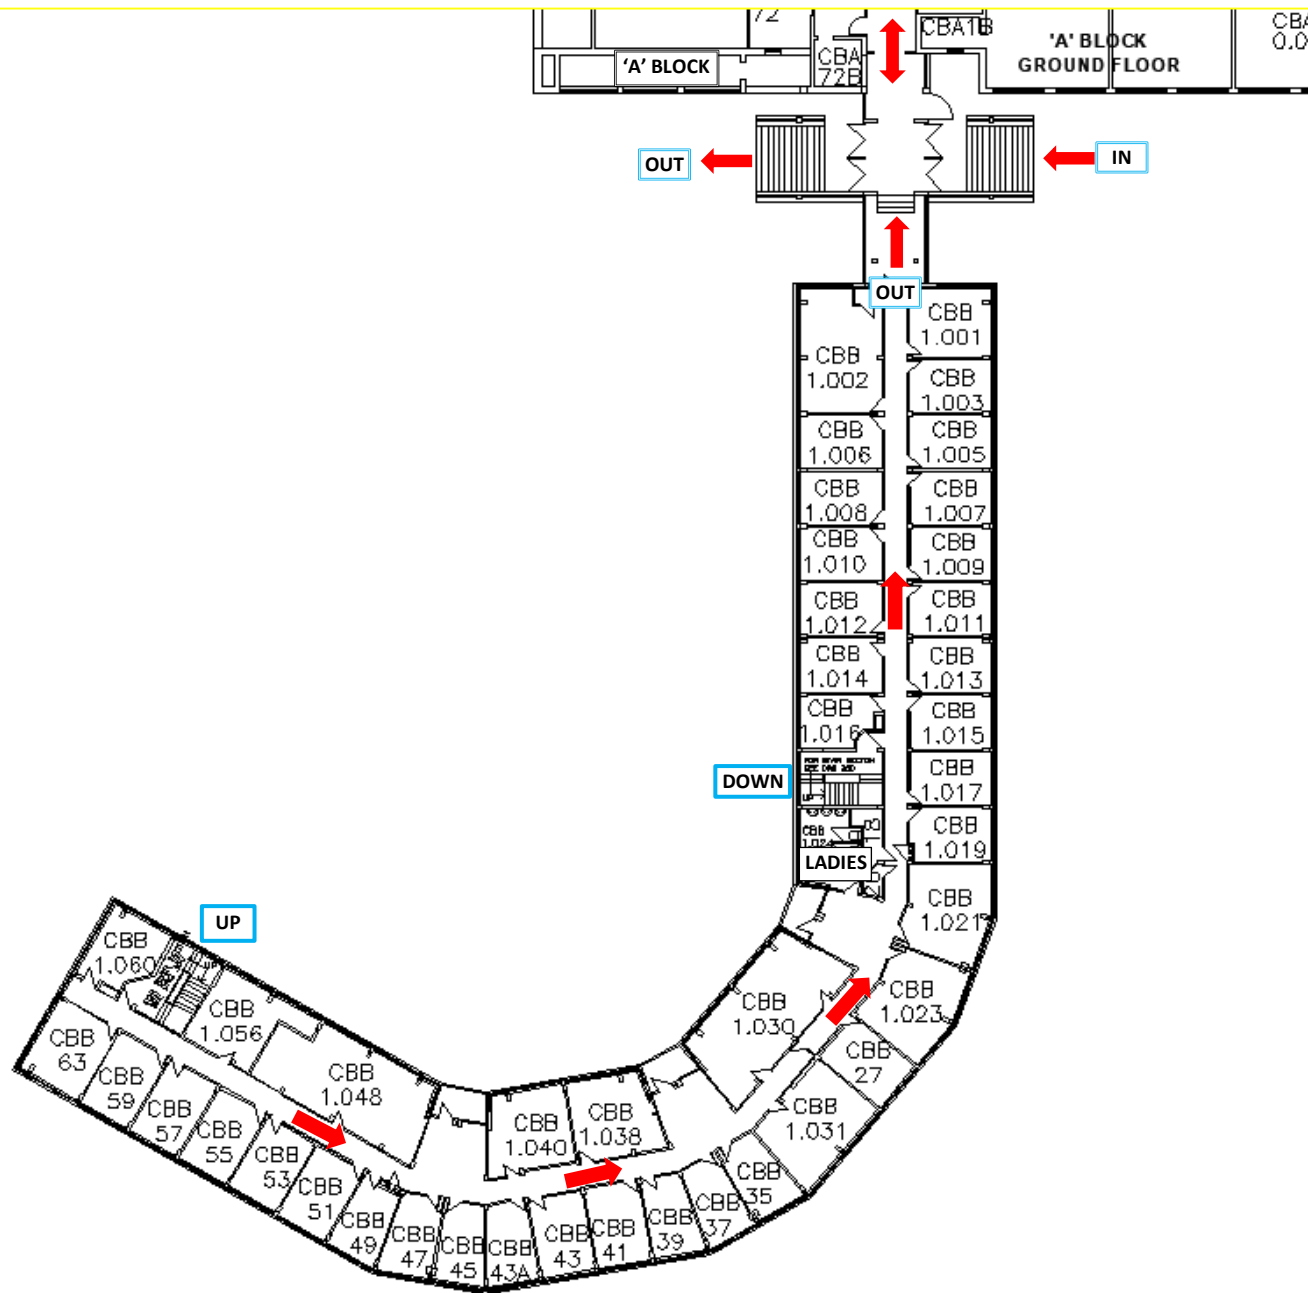 72
CBA
72B
CBA1B
'A' BLOCK
GROUND FLOOR
‘A’ BLOCK
OUT
IN
OUT
CBB
1.001
CBB
1.002
CBB
1.003
CBB
1.006
CBB
1.005
CBB
1.008
CBB
1.007
CBB
1.010
CBB
1.009
CBB
1.012
CBB
1.011
CBB
1.014
CBB
1.013
CBB
1.016
CBB
1.015
DOWN
UP
CBB
1.017
CBB
1.024
LADIES
CBB
1.019
CBB
1.021
CBB
1.023
CBB
1.030
CBB
27
CBB
1.031
CBB
35
CBB
1.038
CBB
1.040
CBB
37
CBB
39
CBB
41
CBB
43
CBB
43A
CBB
45
CBB
47
CBB
49
CBB
51
CBB
53
CBB
55
CBB
57
CBB
59
CBB
63
CBB
1.048
CBB
1.056
CBB
1.060
UP
UP